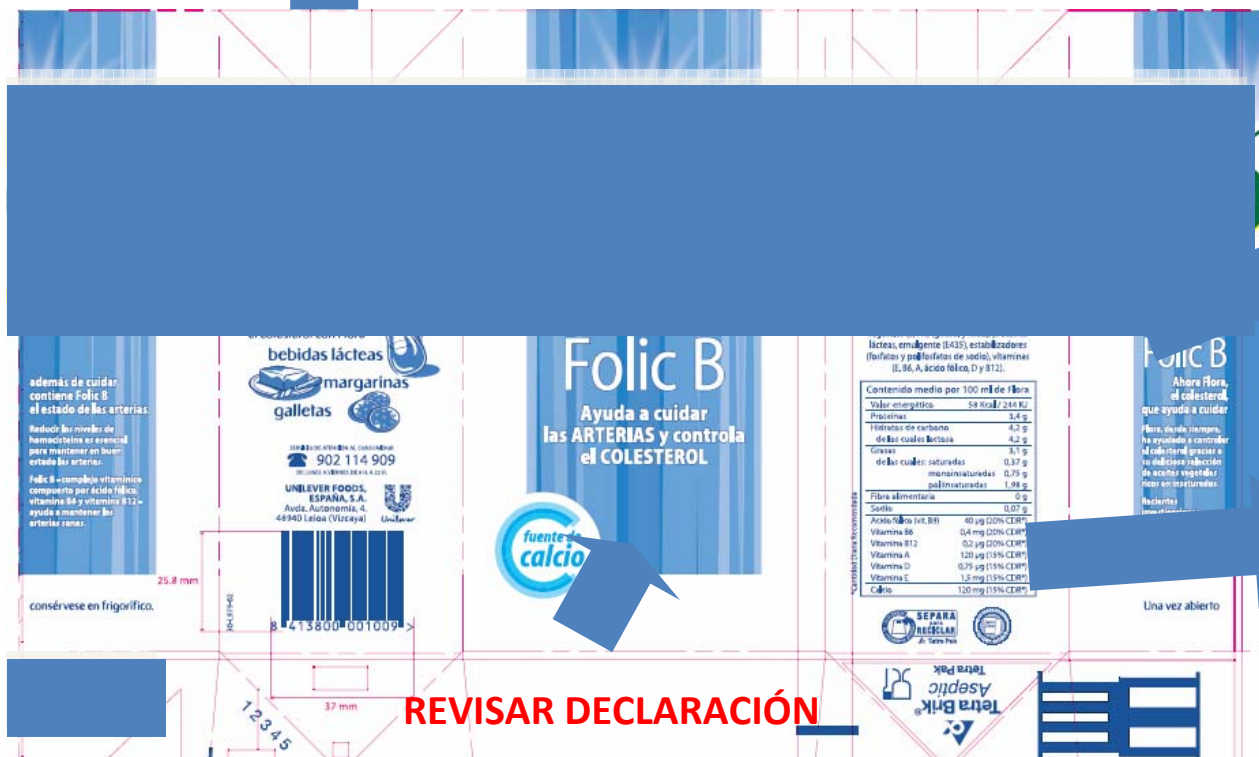 además de cuidar
contiene Folic B
el estado de las arterias.
Reducir los niveles de
homocisteína es esencial
para mantener en buen
estado las arterias.
Folic B = complejo vitamínico
compuesto por ácido fólico,
vitamina B6 y vitamina B12 =
ayuda a mantener las
arterias sanas.
consérvese en frigorífico.
25.8 mm
bebidas lácteas
margarinas
galletas
SERVICIO DE ATENCIÓN AL CONSUMIDOR
902 114 909
UNILEVER FOODS,
ESPAÑA, S.A.
Avda. Autonomía, 4.
48940 Leioa (Vizcaya)
Unilever
8 413800 001009 >
37 mm
12345
Folic B
Ayuda a cuidar
las ARTERIAS y controla
el COLESTEROL
fuente de
calcio
REVISAR DECLARACIÓN
lácteas, emulgente (E435), estabilizadores
(fosfatos y polifosfatos de sodio), vitaminas
(E, B6, A, ácido fólico, D y B12).
Contenido medio por 100 ml de Flora
Valor energético 58 Kcal / 244 KJ
Proteínas 3,4 g
Hidratos de carbono 4,2 g
de los cuales lactosa 4,2 g
Grasas 3,1 g
de las cuales: saturadas 0,37 g
monoinsaturadas 0,75 g
poliinsaturadas 1,98 g
Fibra alimentaria 0 g
Sodio 0,07 g
Ácido fólico (vit. B9) 40 µg (20% CDR*)
Vitamina B6 0,4 mg (20% CDR*)
Vitamina B12 0,2 µg (20% CDR*)
Vitamina A 120 µg (15% CDR*)
Vitamina D 0,75 µg (15% CDR*)
Vitamina E 1,5 mg (15% CDR*)
Calcio 120 mg (15% CDR*)
*Cantidad Diaria Recomendada
SEPARA
para
RECICLAR
Tetra Pak
Tetra Brik®
Aseptic
Tetra Pak
Folic B
Ahora Flora,
el colesterol,
que ayuda a cuidar
Flora, desde siempre,
ha ayudado a controlar
el colesterol gracias a
su deliciosa selección
de aceites vegetales
ricos en insaturados.
Recientes
Una vez abierto